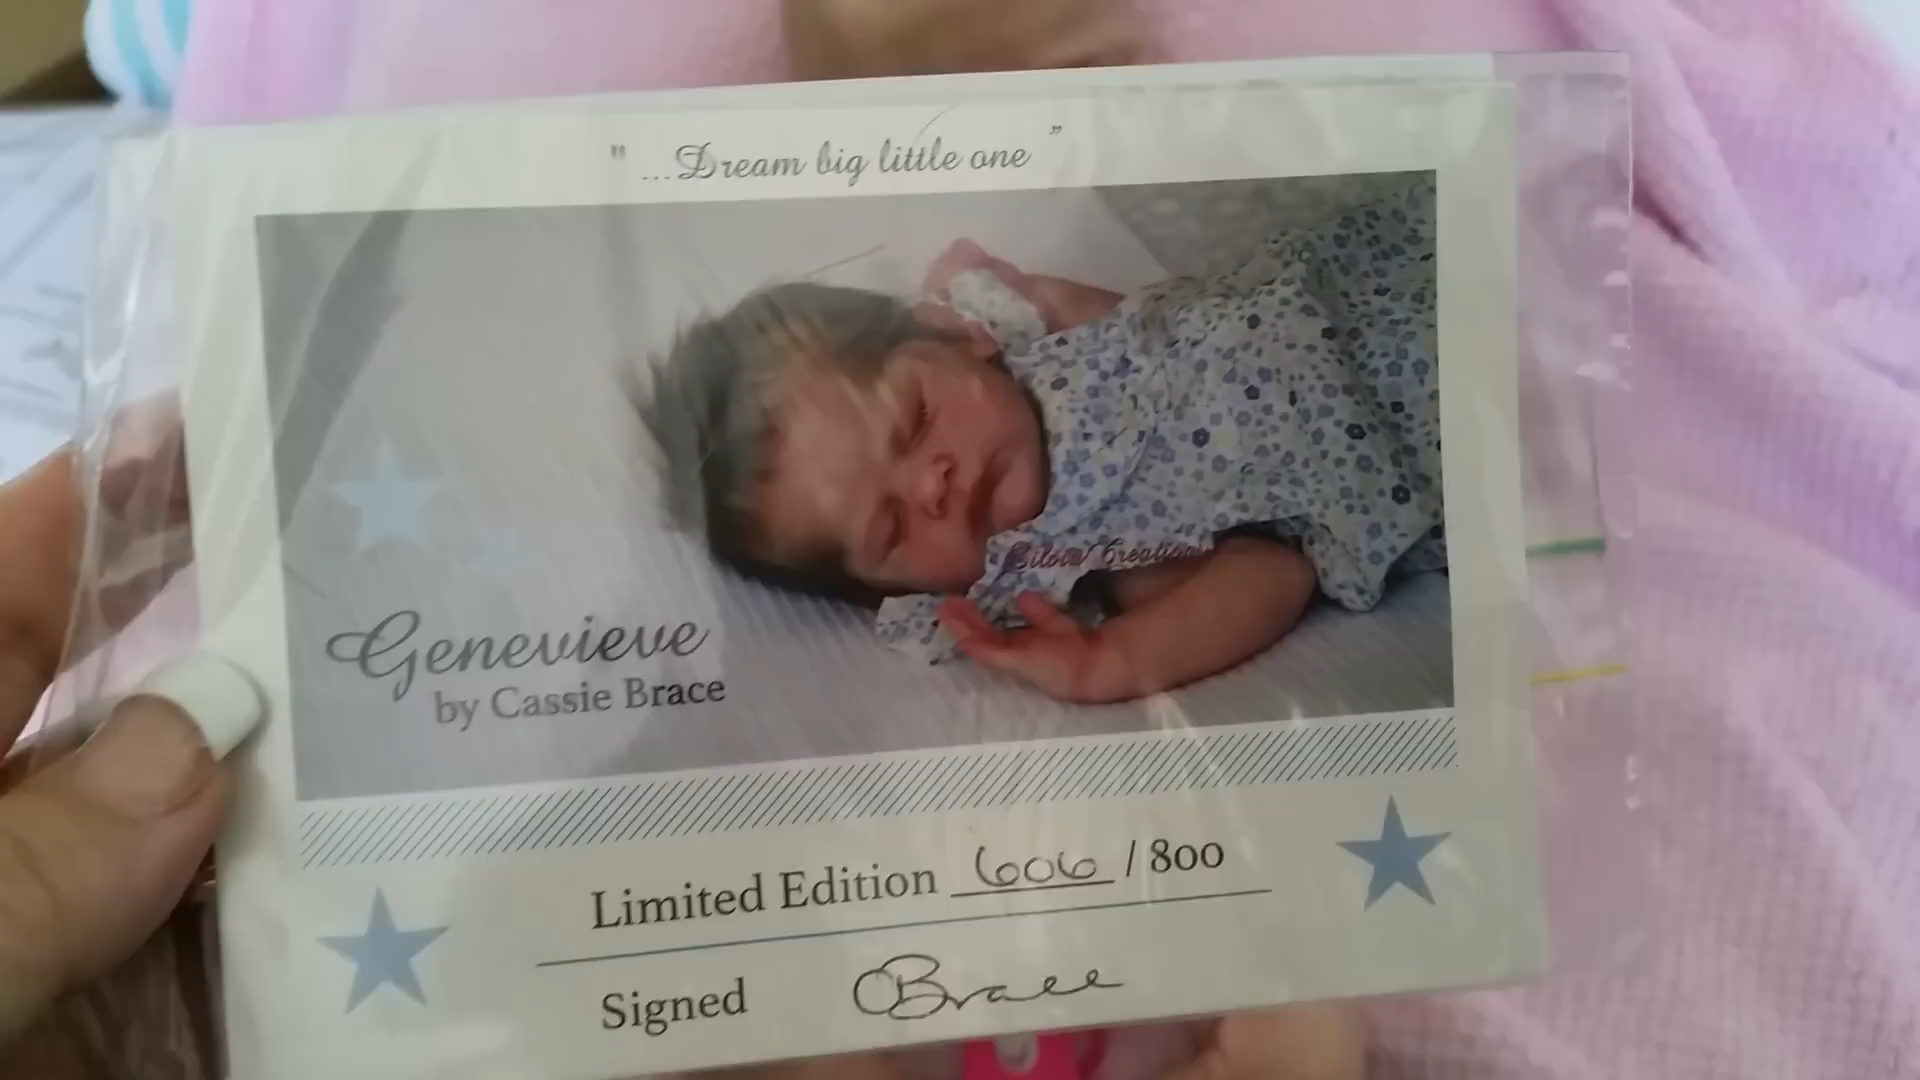 "...Dream big little one"
Genevieve
by Cassie Brace
Limited Edition 606 / 800
Signed CBrace